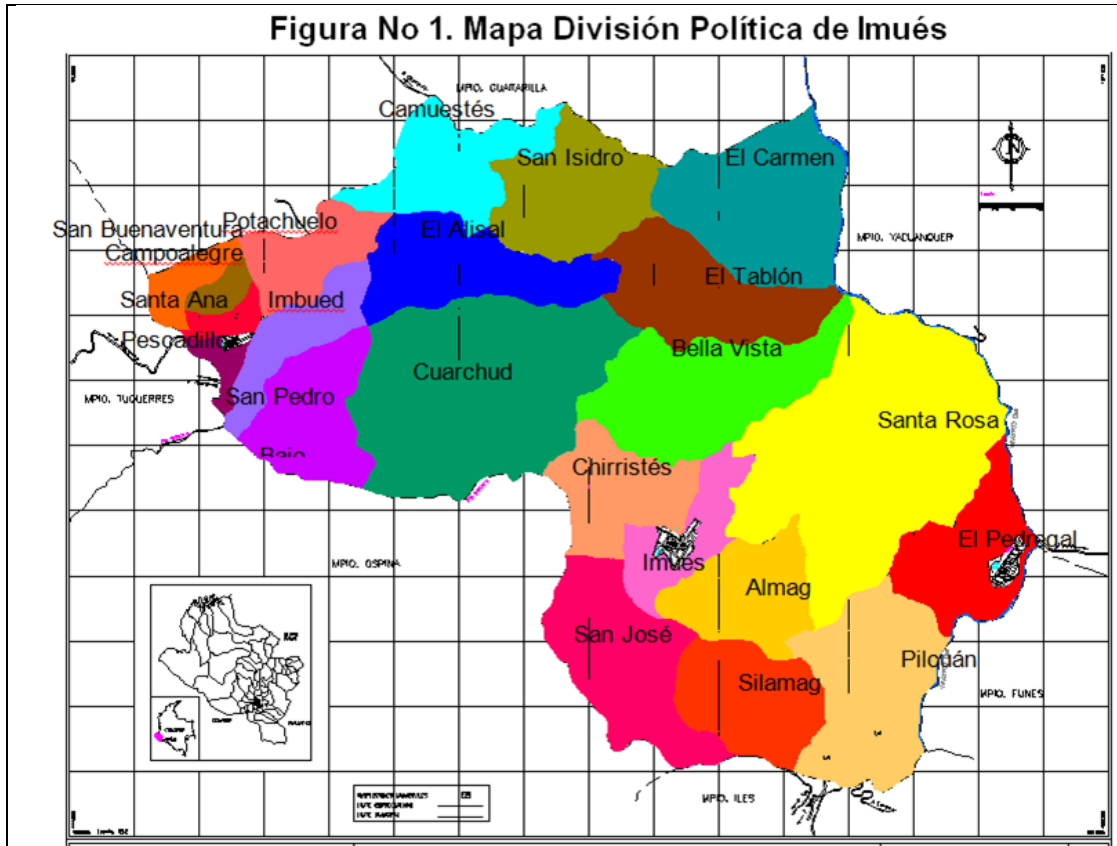 Figura No 1. Mapa División Política de Imués
MPIO. GUAITARILLA
Camuestés
San Isidro
El Carmen
N
San Buenaventura
Potachuelo
El Alisal
MPIO. YACUANQUER
Campoalegre
El Tablón
Santa Ana
Imbued
Pescadillo
Bella Vista
Cuarchud
MPIO. TUQUERRES
San Pedro
Santa Rosa
Bajo
Chirristés
El Pedregal
Imués
MPIO. OSPINA
Almag
San José
Pilcuán
Silamag
MPIO. FUNES
MPIO. ILES